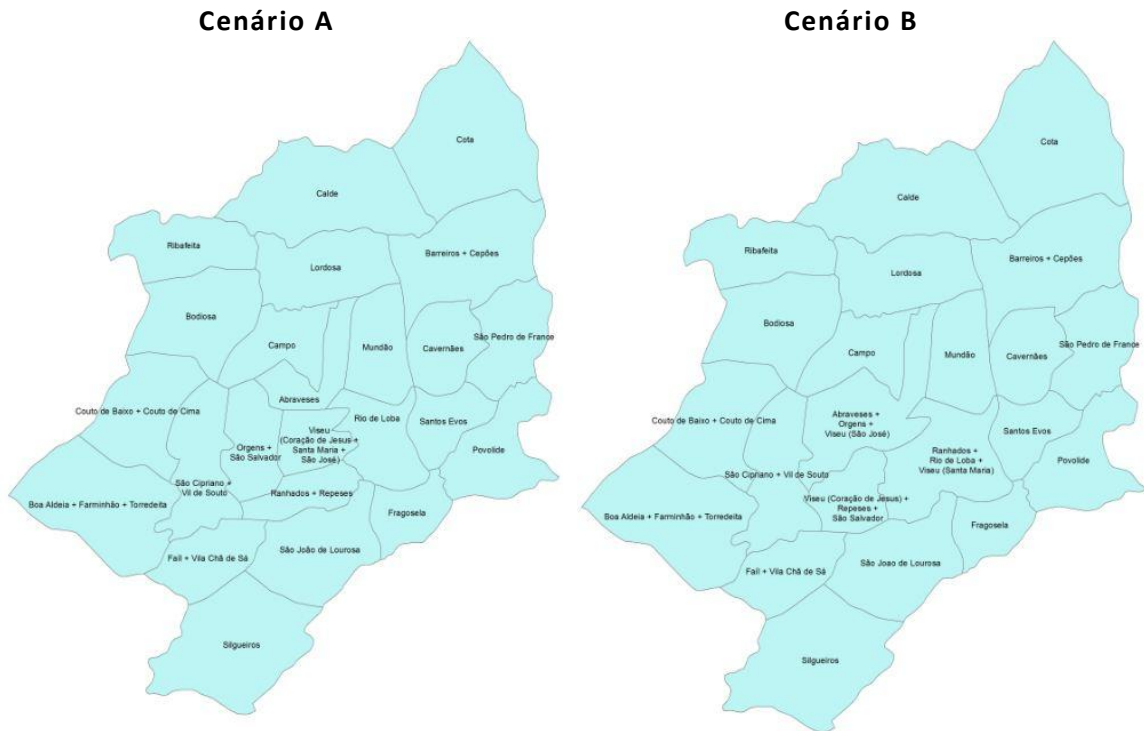 Cenário A
Cota
Calde
Ribafeita
Lordosa
Barreiros + Cepões
Bodiosa
Campo
Mundão
Cavernães
São Pedro de France
Abraveses
Couto de Baixo + Couto de Cima
Rio de Loba
Santos Evos
Viseu
(Coração de Jesus +
Santa Maria +
São José)
Orgens +
São Salvador
Povolide
São Cipriano +
Vil de Souto
Ranhados + Repeses
Boa Aldeia + Farminhão + Torredeita
Fragosela
Faíl + Vila Chã de Sá
São João de Lourosa
Silgueiros
Cenário B
Cota
Calde
Ribafeita
Lordosa
Barreiros + Cepões
Bodiosa
Campo
Mundão
Cavernães
São Pedro de France
Couto de Baixo + Couto de Cima
Abraveses +
Orgens +
Viseu (São José)
Santos Evos
Ranhados +
Rio de Loba +
Viseu (Santa Maria)
Povolide
São Cipriano +
Vil de Souto
Viseu (Coração de Jesus) +
Repeses +
São Salvador
Boa Aldeia + Farminhão + Torredeita
Fragosela
Faíl + Vila Chã de Sá
São Joao de Lourosa
Silgueiros